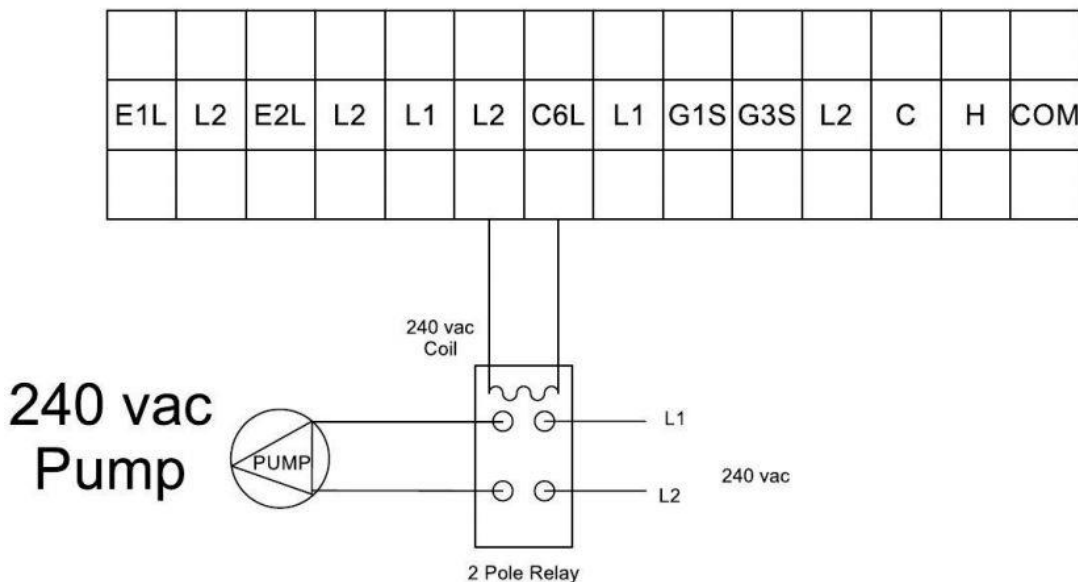 E1L L2 E2L L2 L1 L2 C6L L1 G1S G3S L2 C H COM
240 vac
Coil
240 vac
Pump
PUMP
L1
L2
240 vac
2 Pole Relay